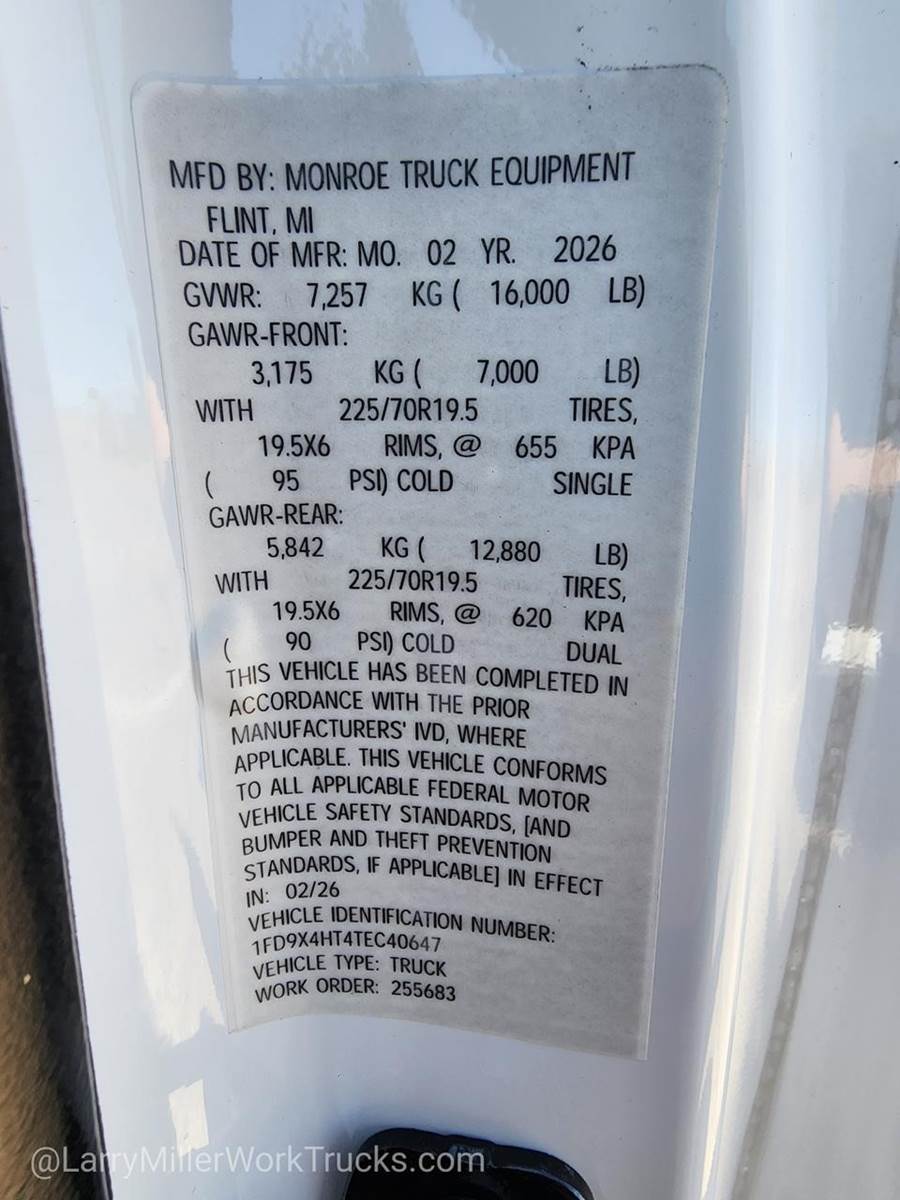 MFD BY: MONROE TRUCK EQUIPMENT
FLINT, MI
DATE OF MFR: MO. 02 YR. 2026
GVWR: 7,257 KG ( 16,000 LB)
GAWR-FRONT:
3,175 KG ( 7,000 LB)
WITH 225/70R19.5 TIRES,
19.5X6 RIMS, @ 655 KPA
( 95 PSI) COLD SINGLE
GAWR-REAR:
5,842 KG ( 12,880 LB)
WITH 225/70R19.5 TIRES,
19.5X6 RIMS, @ 620 KPA
( 90 PSI) COLD DUAL
THIS VEHICLE HAS BEEN COMPLETED IN
ACCORDANCE WITH THE PRIOR
MANUFACTURERS' IVD, WHERE
APPLICABLE. THIS VEHICLE CONFORMS
TO ALL APPLICABLE FEDERAL MOTOR
VEHICLE SAFETY STANDARDS, [AND
BUMPER AND THEFT PREVENTION
STANDARDS, IF APPLICABLE] IN EFFECT
IN: 02/26
VEHICLE IDENTIFICATION NUMBER:
1FD9X4HT4TEC40647
VEHICLE TYPE: TRUCK
WORK ORDER: 255683
@LarryMillerWorkTrucks.com